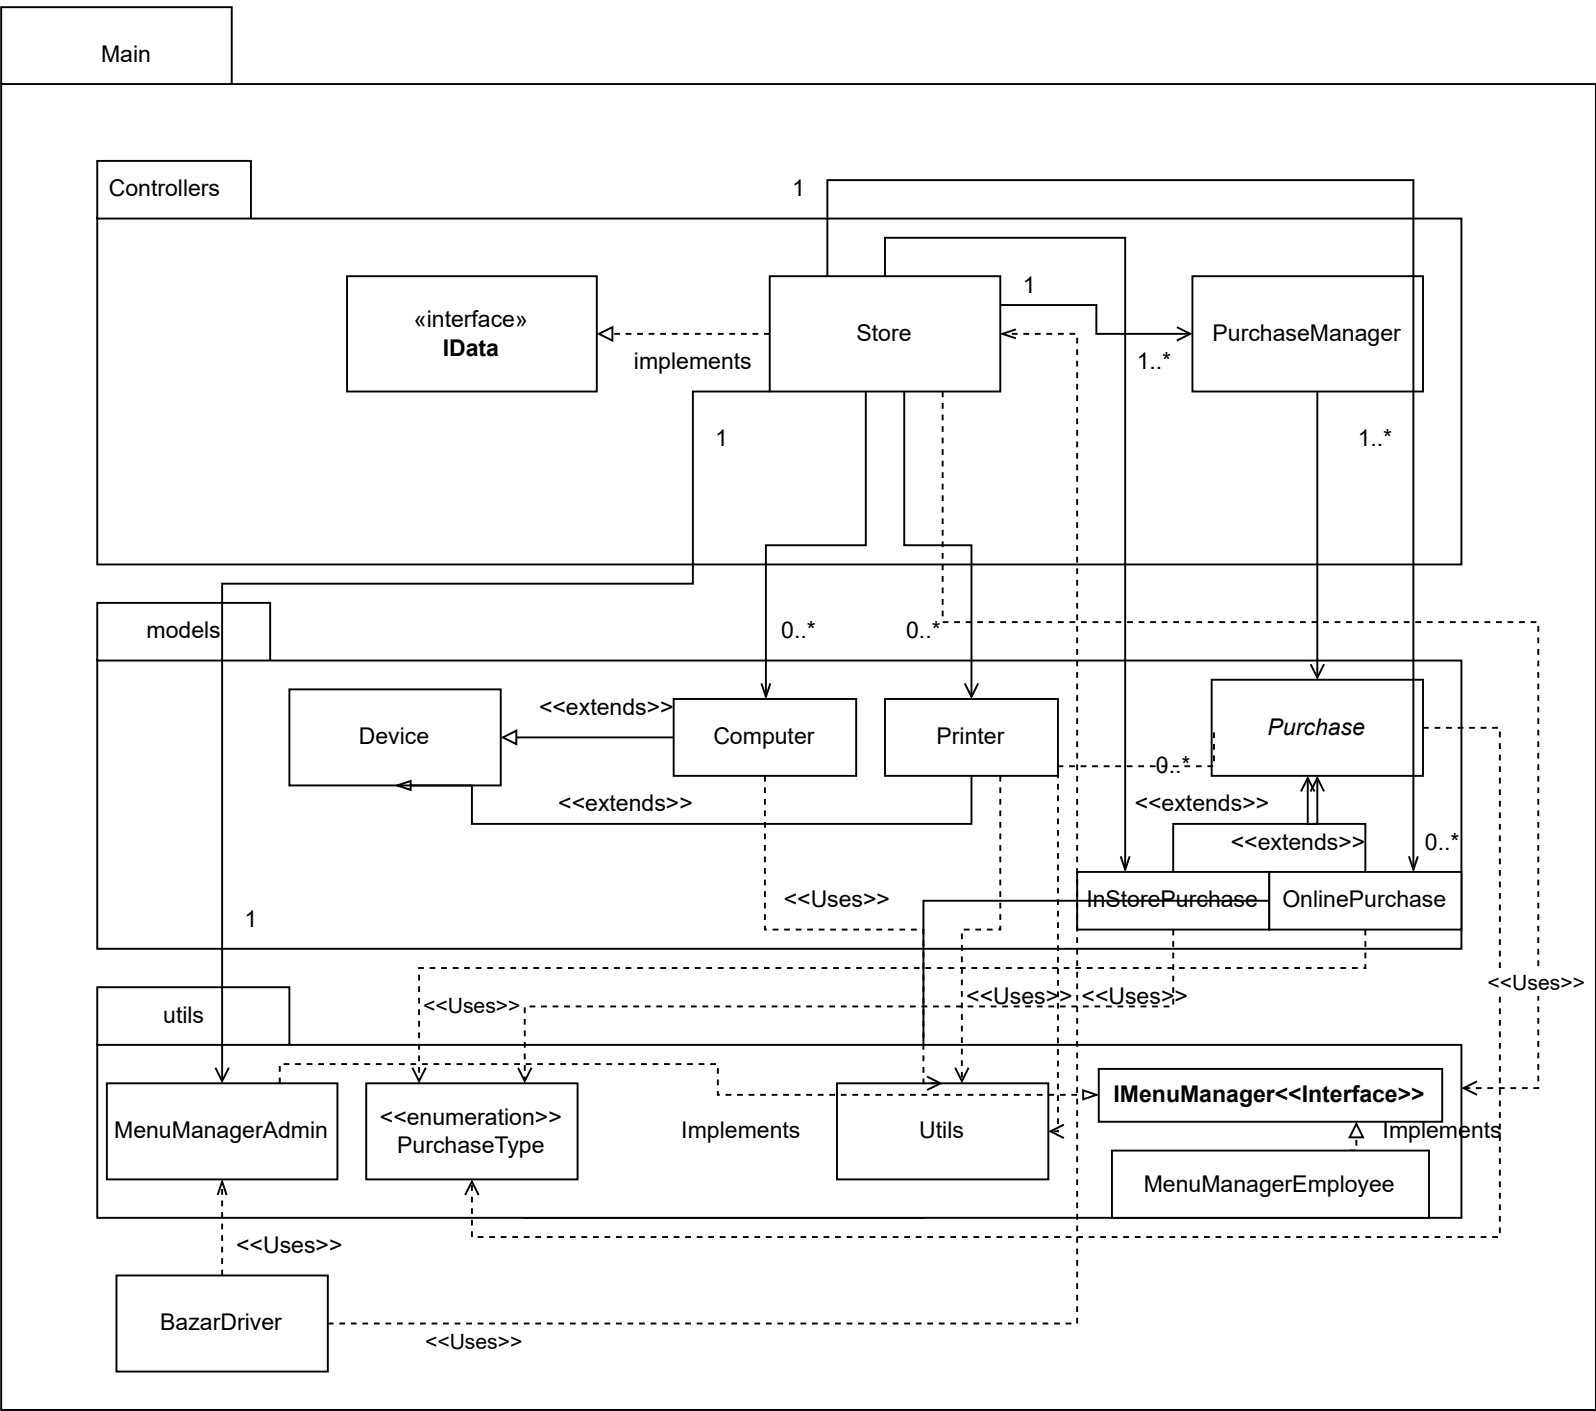 Main
Controllers
1
1
«interface»
IData
implements
Store
PurchaseManager
1..*
1
1..*
models
0..*
0..*
<<extends>>
Device
Computer
Printer
Purchase
0..*
<<extends>>
<<extends>>
<<extends>>
0..*
<<Uses>>
InStorePurchase
OnlinePurchase
1
<<Uses>>
<<Uses>>
<<Uses>>
<<Uses>>
utils
MenuManagerAdmin
<<enumeration>>
PurchaseType
Implements
Utils
IMenuManager<<Interface>>
Implements
MenuManagerEmployee
<<Uses>>
BazarDriver
<<Uses>>